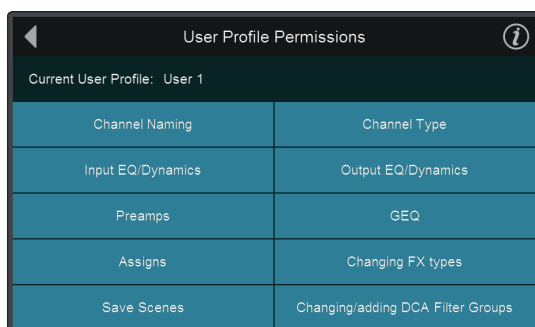 User Profile Permissions
Current User Profile: User 1
Channel Naming
Channel Type
Input EQ/Dynamics
Output EQ/Dynamics
Preamps
GEQ
Assigns
Changing FX types
Save Scenes
Changing/adding DCA Filter Groups